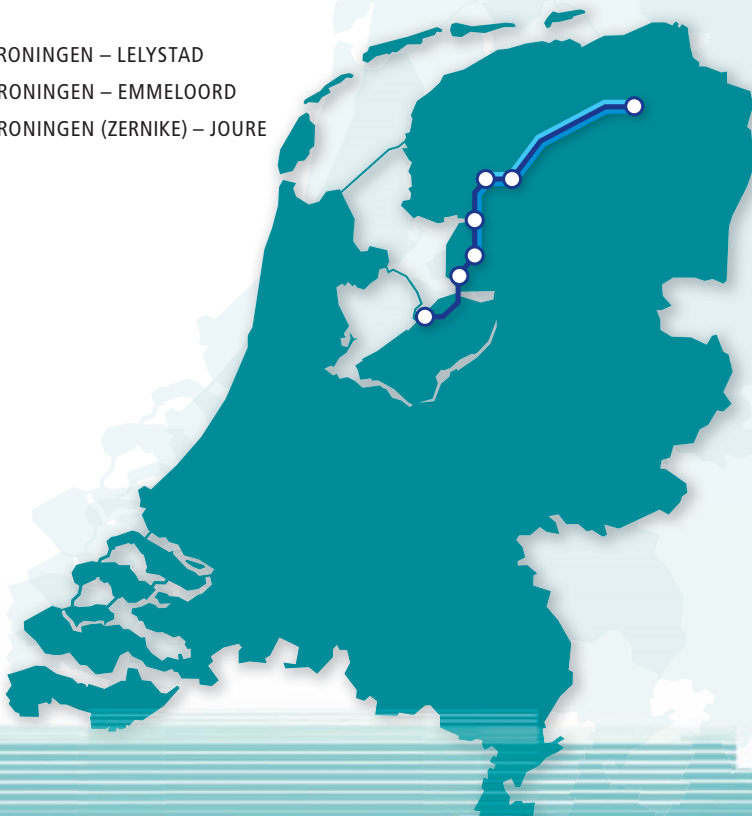 RONINGEN – LELYSTAD
RONINGEN – EMMELOORD
RONINGEN (ZERNIKE) – JOURE